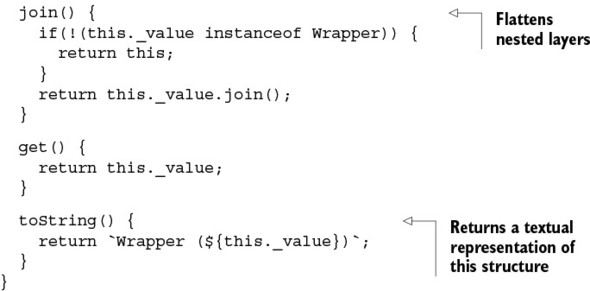 join() {
if(!(this._value instanceof Wrapper)) {
return this;
}
return this._value.join();
}
Flattens
nested layers
get() {
return this._value;
}
toString() {
return `Wrapper (${this._value})`;
}
}
Returns a textual
representation of
this structure